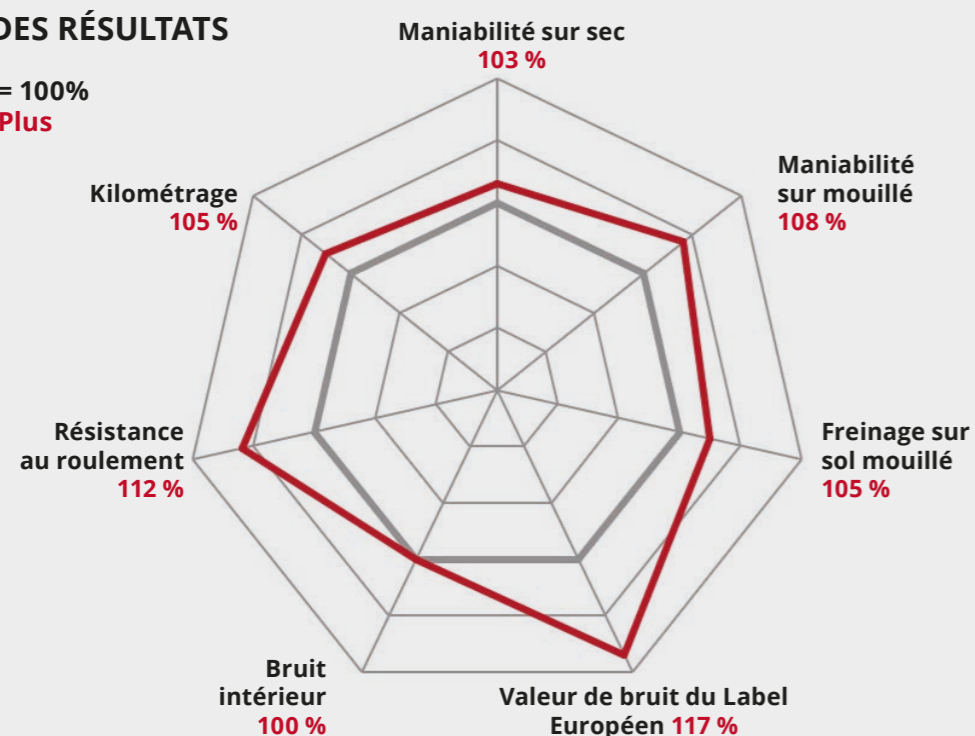 DES RÉSULTATS
= 100%
Plus
Maniabilité sur sec
103 %
Maniabilité
sur mouillé
108 %
Freinage sur
sol mouillé
105 %
Valeur de bruit du Label
Européen 117 %
Bruit
intérieur
100 %
Résistance
au roulement
112 %
Kilométrage
105 %